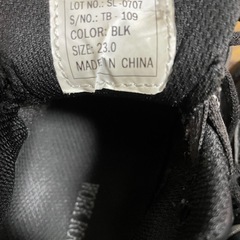 LOT NO.: SL-0707
S/NO.: TB - 109
COLOR: BLK
SIZE: 23.0
MADE IN CHINA